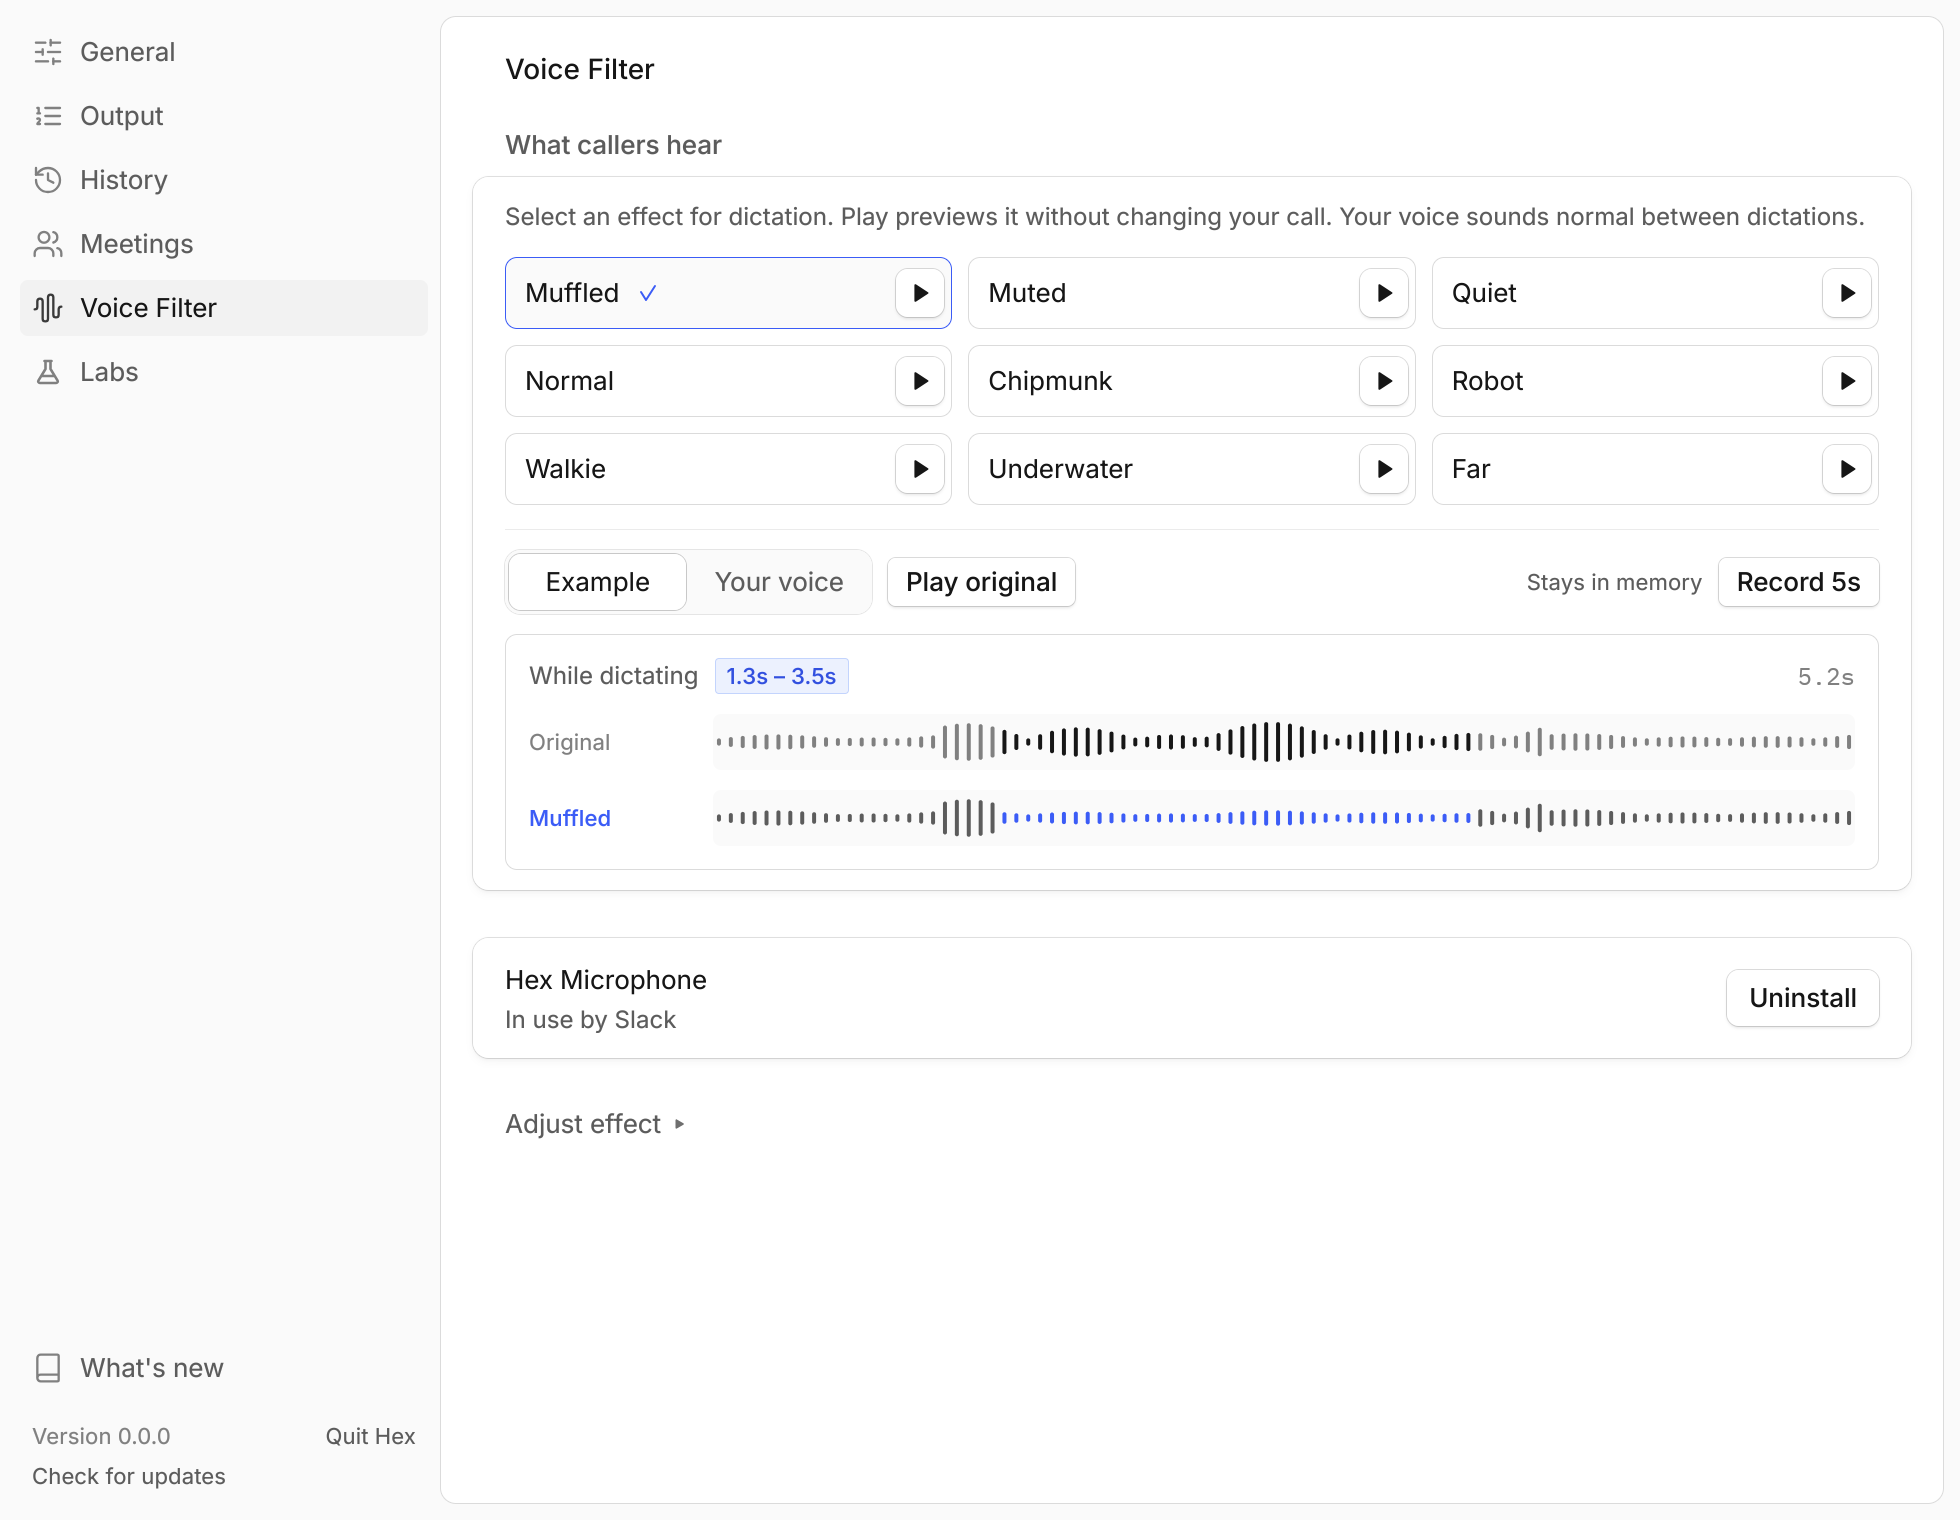 General
Output
History
Meetings
Voice Filter
Labs
What's new
Version 0.0.0
Quit Hex
Check for updates
Voice Filter
What callers hear
Select an effect for dictation. Play previews it without changing your call. Your voice sounds normal between dictations.
Muffled
Muted
Quiet
Normal
Chipmunk
Robot
Walkie
Underwater
Far
Example
Your voice
Play original
Stays in memory
Record 5s
While dictating
1.3s – 3.5s
5.2s
Original
Muffled
Hex Microphone
In use by Slack
Uninstall
Adjust effect